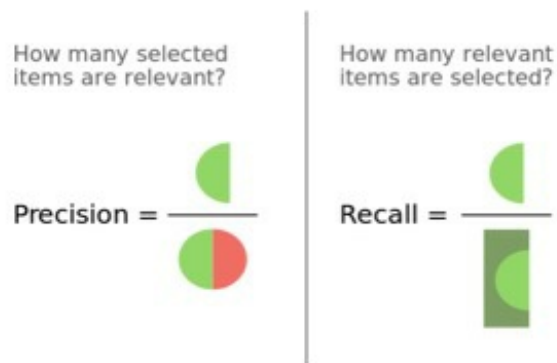 How many selected
items are relevant?
Precision =
How many relevant
items are selected?
Recall =